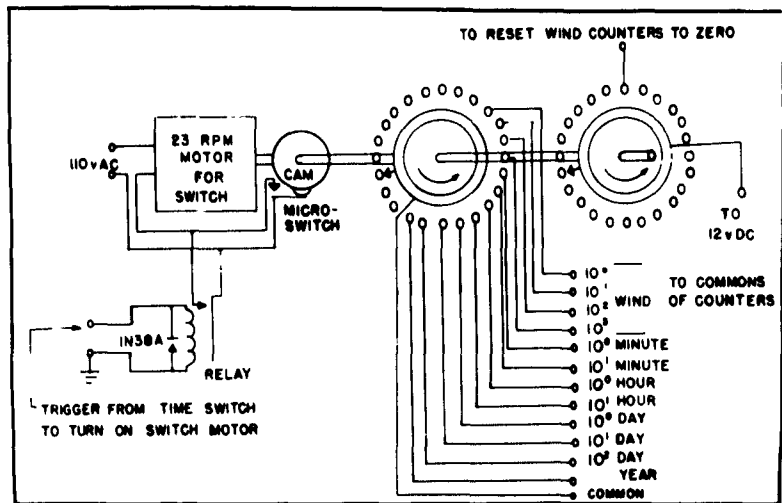 TO RESET WIND COUNTERS TO ZERO
110 V AC
23 RPM
MOTOR
FOR
SWITCH
CAM
MICRO-
SWITCH
TO
12 V DC
10⁰
10¹
10²
10³
WIND
TO COMMONS
OF COUNTERS
10⁰ MINUTE
10¹ MINUTE
10⁰ HOUR
10¹ HOUR
10⁰ DAY
10¹ DAY
10² DAY
YEAR
COMMON
1N38A
RELAY
TRIGGER FROM TIME SWITCH
TO TURN ON SWITCH MOTOR